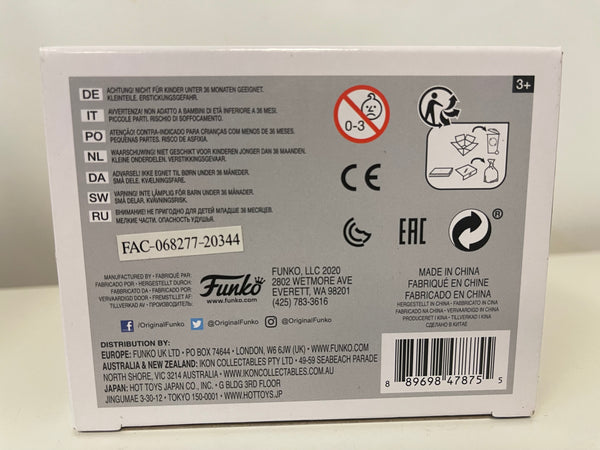 3+
DE ACHTUNG! NICHT FÜR KINDER UNTER 36 MONATEN GEEIGNET.
KLEINTEILE. ERSTICKUNGSGEFAHR.
IT AVVERTENZA! NON ADATTO A BAMBINI DI ETÀ INFERIORE A 36 MESI.
PICCOLE PARTI. RISCHIO DI SOFFOCAMENTO.
PO ATENÇÃO! CONTRA-INDICADO PARA CRIANÇAS COM MENOS DE 36 MESES.
PEQUENAS PARTES. RISCO DE ASFIGA.
NL WAARSCHUWING! NIET GESCHIKT VOOR KINDEREN JONGER DAN 36 MAANDEN.
KLEINE ONDERDELEN. VERSTIKKINGSGEVAAR.
DA ADVARSEL! IKKE EGNET TIL BØRN UNDER 36 MÅNEDER.
SMÅ DELE. KVÆLNINGSFARE.
SW VARNING! INTE LÄMPLIG FÖR BARN UNDER 36 MÅNADER.
SMÅ DELAR. KVÄVNINGSRISK.
RU ВНИМАНИЕ! НЕ ПРИГОДНО ДЛЯ ДЕТЕЙ МЛАДШЕ 36 МЕСЯЦЕВ.
МЕЛКИЕ ЧАСТИ. ОПАСНОСТЬ УДУШЬЯ.
0-3
CE
EAC
®
FAC-068277-20344
MANUFACTURED BY • FABRIQUÉ PAR:
FABRICADO POR • HERGESTELLT DURCH:
FABRICATO DA • FABRICADO POR:
VERVAARDIGD DOOR • FREMSTILLET AF:
TILLVERKAD AV • ПРОИЗВОДИТЕЛЬ:
Funko
www.funko.com
FUNKO, LLC 2020
2802 WETMORE AVE
EVERETT, WA 98201
(425) 783-3616
MADE IN CHINA
FABRIQUÉ EN CHINE
FABRICADO EN CHINA
HERGESTELLT IN CHINA • FABBRICATO IN CINA
FABRICADO NA CHINA • VERVAARDIGD IN CHINA
PRODUCERET I KINA • TILLVERKAD I KINA
СДЕЛАНО В КИТАЕ
/OriginalFunko @OriginalFunko @OriginalFunko
DISTRIBUTION BY:
EUROPE: FUNKO UK LTD • PO BOX 74644 • LONDON, W6 6JW (UK) • WWW.FUNKO.COM
AUSTRALIA & NEW ZEALAND: IKON COLLECTABLES PTY LTD • 49-59 SEABEACH PARADE
NORTH SHORE, VIC 3214 AUSTRALIA • WWW.IKONCOLLECTABLES.COM.AU
JAPAN: HOT TOYS JAPAN CO., INC. • G BLDG 3RD FLOOR
JINGUMAE 3-30-12 • TOKYO 150-0001 • WWW.HOTTOYS.JP
8 89698 47875 5